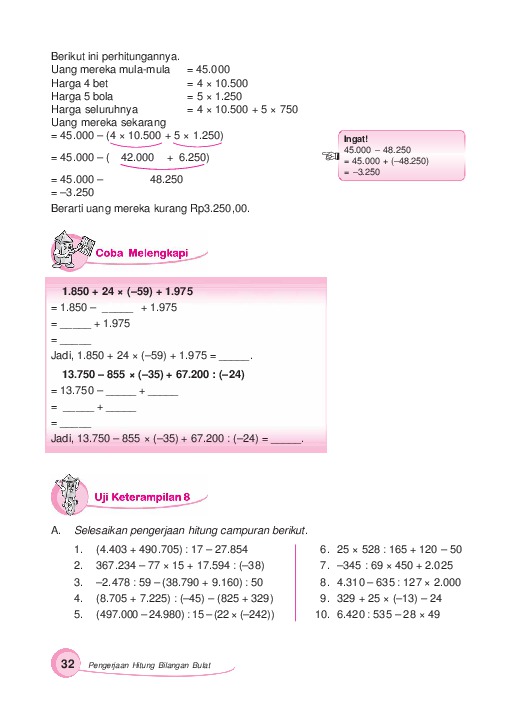 Berikut ini perhitungannya.
Uang mereka mula-mula = 45.000
Harga 4 bet = 4 × 10.500
Harga 5 bola = 5 × 1.250
Harga seluruhnya = 4 × 10.500 + 5 × 750
Uang mereka sekarang
= 45.000 – (4 × 10.500 + 5 × 1.250)
= 45.000 – ( 42.000 + 6.250)
= 45.000 – 48.250
= –3.250
Berarti uang mereka kurang Rp3.250,00.
Ingat!
45.000 – 48.250
= 45.000 + (–48.250)
= –3.250
Coba Melengkapi
1.850 + 24 × (–59) + 1.975
= 1.850 – _____ + 1.975
= _____ + 1.975
= _____
Jadi, 1.850 + 24 × (–59) + 1.975 = _____.
13.750 – 855 × (–35) + 67.200 : (–24)
= 13.750 – _____ + _____
= _____ + _____
= _____
Jadi, 13.750 – 855 × (–35) + 67.200 : (–24) = _____.
Uji Keterampilan 8
A. Selesaikan pengerjaan hitung campuran berikut.
1. (4.403 + 490.705) : 17 – 27.854
2. 367.234 – 77 × 15 + 17.594 : (–38)
3. –2.478 : 59 – (38.790 + 9.160) : 50
4. (8.705 + 7.225) : (–45) – (825 + 329)
5. (497.000 – 24.980) : 15 – (22 × (–242))
6. 25 × 528 : 165 + 120 – 50
7. –345 : 69 × 450 + 2.025
8. 4.310 – 635 : 127 × 2.000
9. 329 + 25 × (–13) – 24
10. 6.420 : 535 – 28 × 49
32 Pengerjaan Hitung Bilangan Bulat